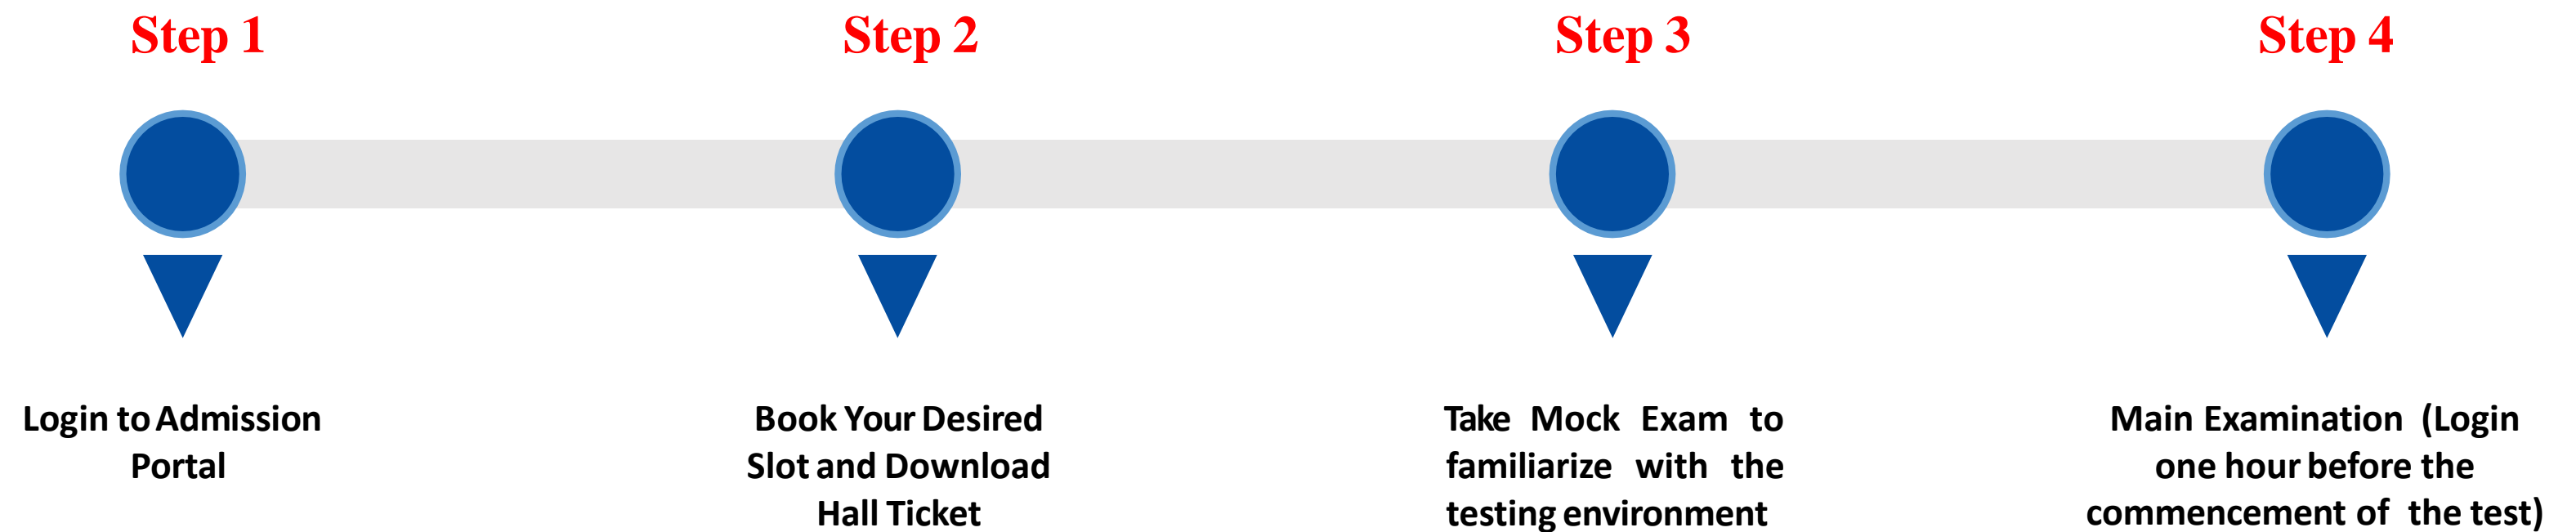 Step 1
Step 2
Step 3
Step 4
Login to Admission
Portal
Book Your Desired
Slot and Download
Hall Ticket
Take Mock Exam to
familiarize with the
testing environment
Main Examination (Login
one hour before the
commencement of the test)